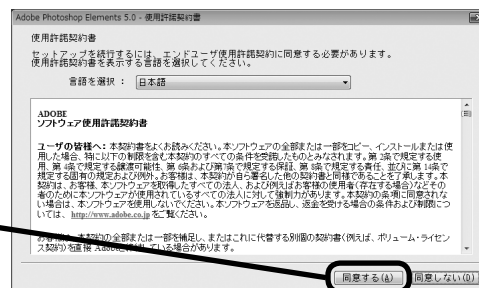 Adobe Photoshop Elements 5.0 - 使用許諾契約書
使用許諾契約書
セットアップを続行するには、エンドユーザ使用許諾契約に同意する必要があります。
使用許諾契約書を表示する言語を選択してください。
言語を選択 : 日本語
ADOBE
ソフトウェア使用許諾契約書
ユーザの皆様へ: 本契約書をよくお読みください。本ソフトウェアの全部または一部をコピー、インストールまたは使
用した場合、特に以下の制限を含む本契約のすべての条件を受諾したものとみなされます。第 2条で規定する使
用、第 4条で規定する譲渡可能性、第 6条および第7条で規定する保証、第 8条で規定する責任、並びに第 14条で
規定する固有の規定および例外。お客様は、本契約が自ら署名した他の契約書と同様であることを了承します。本
契約は、お客様、本ソフトウェアを取得したすべての法人、および例えばお客様の使用者(存在する場合)などその
者のために本ソフトウェアが使用されているすべての法人に対して強制力があります。本契約の条項に同意されな
い場合は、本ソフトウェアを使用しないでください。本ソフトウェアを返品し、返金を受ける場合の条件および制限につ
いては、http://www.adobe.co.jp をご覧ください。
お客様は、本契約の全部または一部を補足し、またはこれに代替する別個の契約書(例えば、ボリューム・ライセン
ス契約)を直接 Adobeと締結している場合があります。
同意する(A) 同意しない(D)